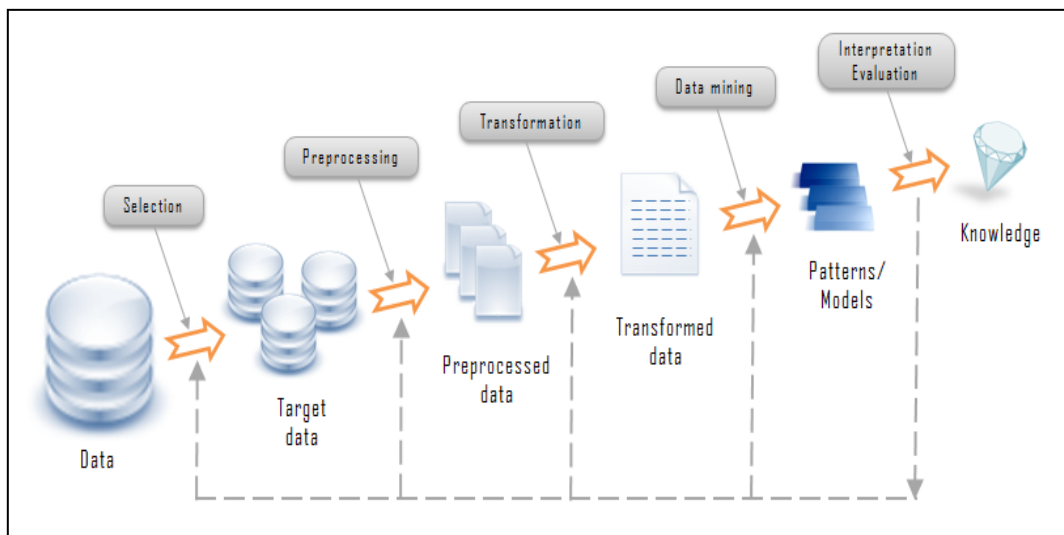 Interpretation
Evaluation
Data mining
Transformation
Preprocessing
Selection
Data
Target
data
Preprocessed
data
Transformed
data
Patterns/
Models
Knowledge